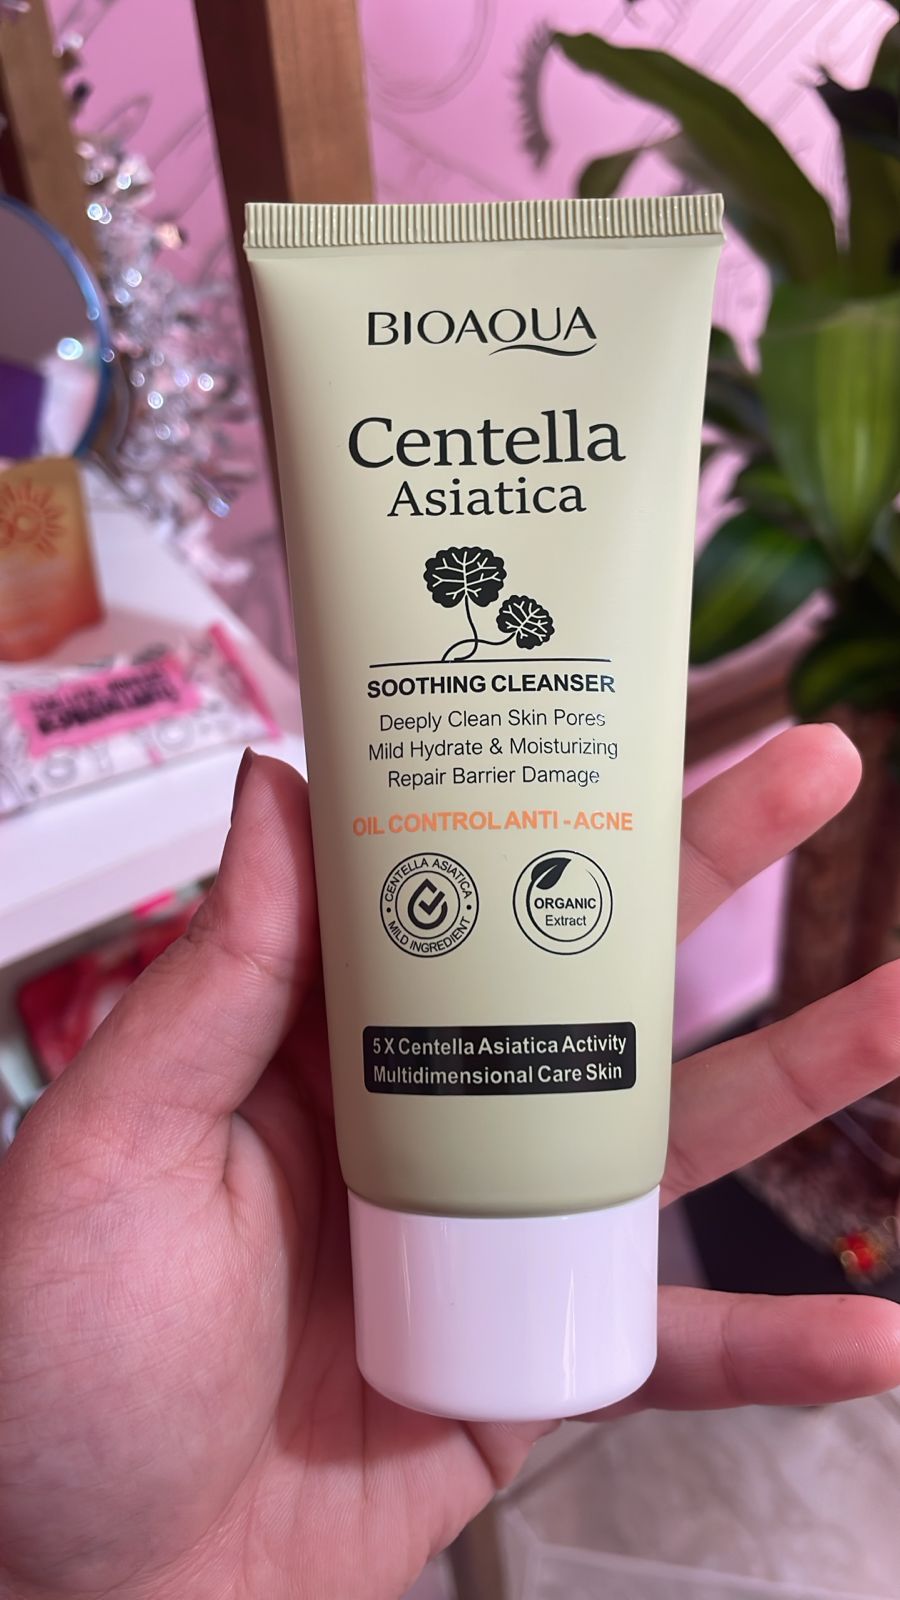 BIOAQUA
Centella
Asiatica
SOOTHING CLEANSER
Deeply Clean Skin Pores
Mild Hydrate & Moisturizing
Repair Barrier Damage
OIL CONTROL ANTI-ACNE
CENTELLA ASIATICA
MILD INGREDIENT
ORGANIC
Extract
5X Centella Asiatica Activity
Multidimensional Care Skin